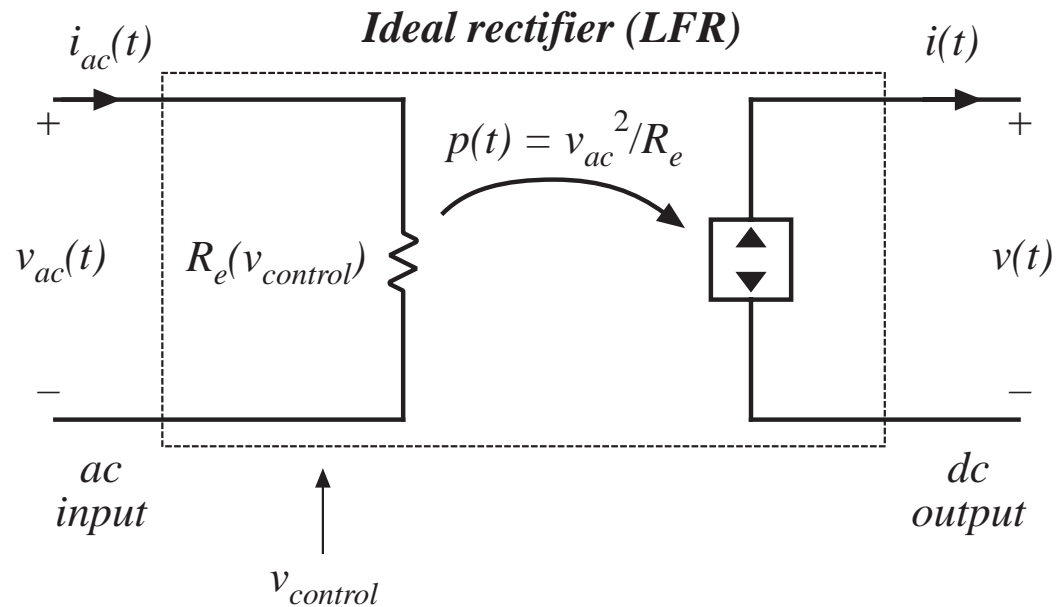 Ideal rectifier (LFR)
i_ac(t)
i(t)
+
+
p(t) = v_ac^2/R_e
v_ac(t)
R_e(v_control)
v(t)
–
–
ac
input
dc
output
v_control